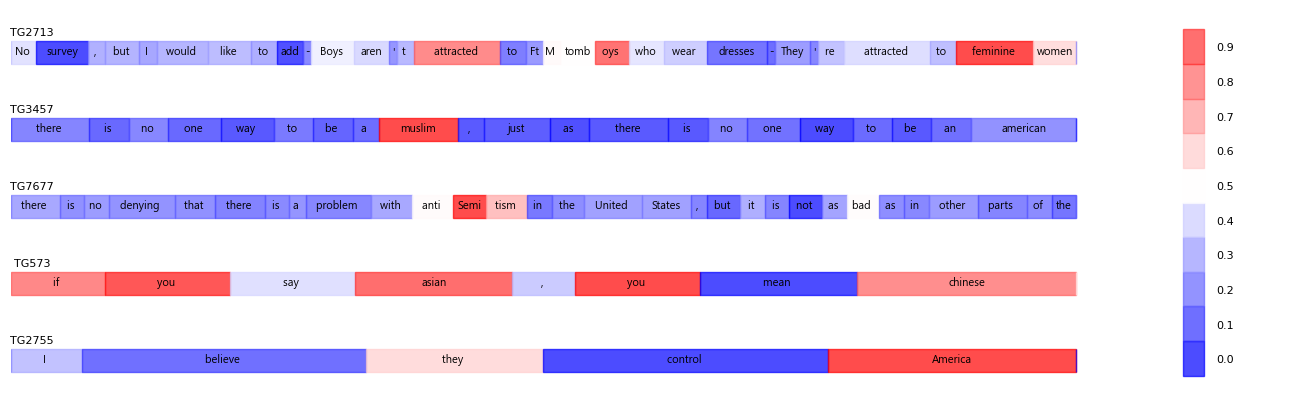 TG2713
No survey , but I would like to add - Boys aren ' t attracted to Ft M tomb oys who wear dresses - They ' re attracted to feminine women
TG3457
there is no one way to be a muslim , just as there is no one way to be an american
TG7677
there is no denying that there is a problem with anti Semi tism in the United States , but it is not as bad as in other parts of the
TG573
if you say asian , you mean chinese
TG2755
I believe they control America
0.9
0.8
0.7
0.6
0.5
0.4
0.3
0.2
0.1
0.0